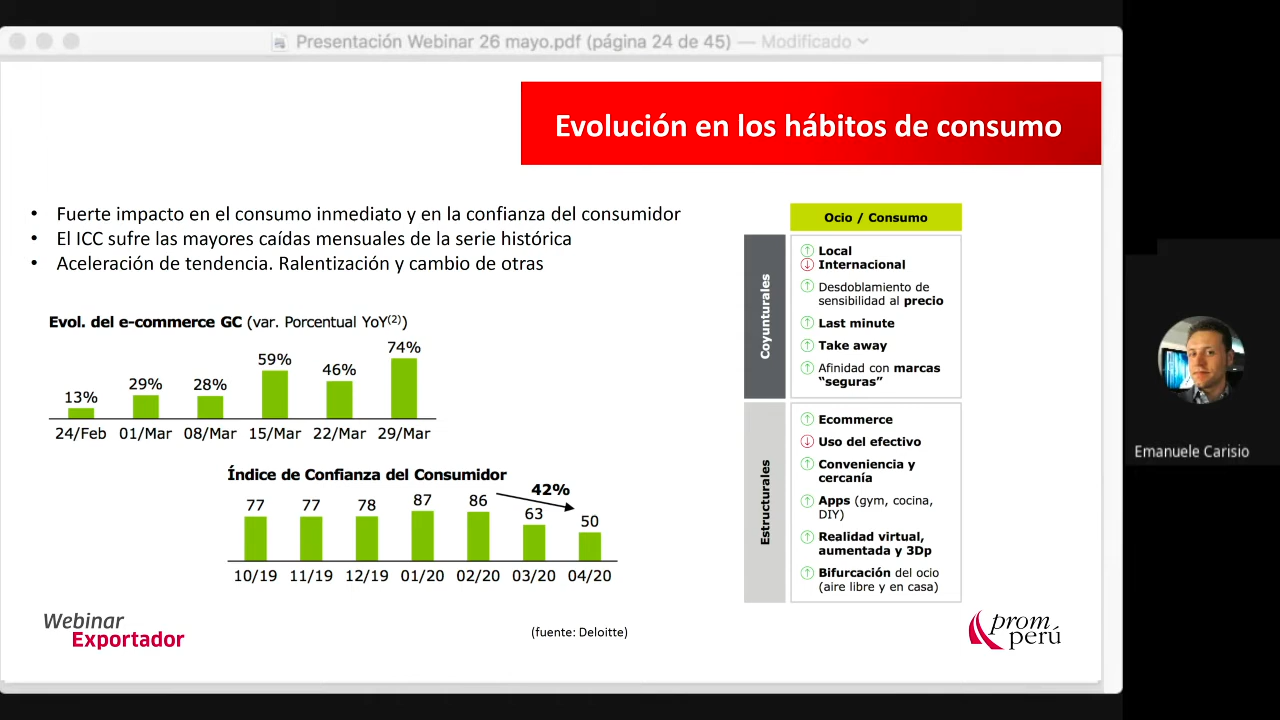 Presentación Webinar 26 mayo.pdf (página 24 de 45) — Modificado
Evolución en los hábitos de consumo
• Fuerte impacto en el consumo inmediato y en la confianza del consumidor
• El ICC sufre las mayores caídas mensuales de la serie histórica
• Aceleración de tendencia. Ralentización y cambio de otras
Evol. del e-commerce GC (var. Porcentual YoY(2))
13% 29% 28% 59% 46% 74%
24/Feb 01/Mar 08/Mar 15/Mar 22/Mar 29/Mar
Índice de Confianza del Consumidor
42%
77 77 78 87 86 63 50
10/19 11/19 12/19 01/20 02/20 03/20 04/20
Ocio / Consumo
Coyunturales
Local
Internacional
Desdoblamiento de
sensibilidad al precio
Last minute
Take away
Afinidad con marcas
“seguras”
Estructurales
Ecommerce
Uso del efectivo
Conveniencia y
cercanía
Apps (gym, cocina,
DIY)
Realidad virtual,
aumentada y 3Dp
Bifurcación del ocio
(aire libre y en casa)
Webinar
Exportador
(fuente: Deloitte)
prom
perú
Emanuele Carisio